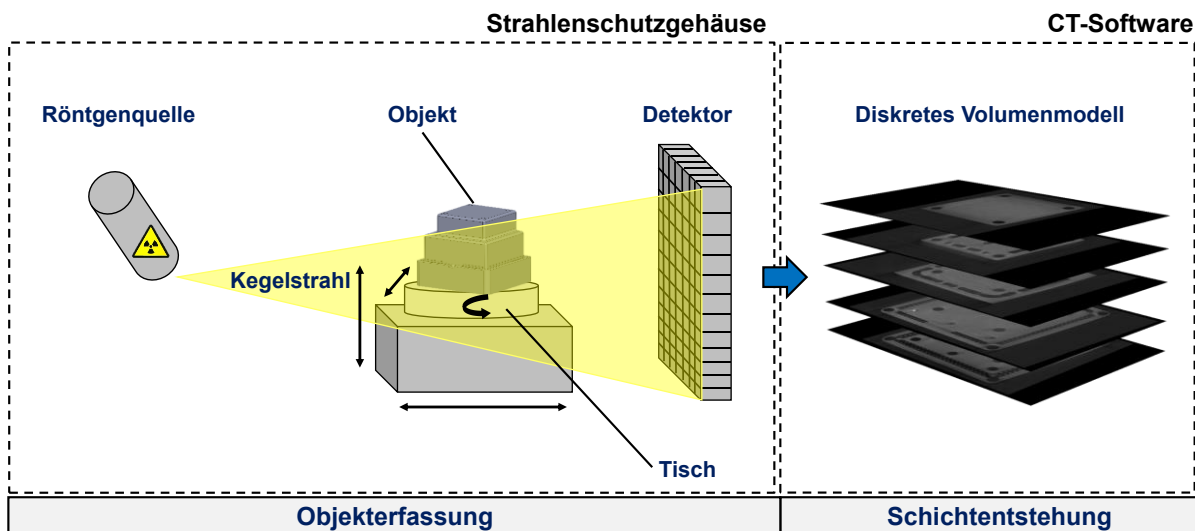 Strahlenschutzgehäuse
CT-Software
Röntgenquelle
Objekt
Detektor
Diskretes Volumenmodell
Kegelstrahl
Tisch
Objekterfassung
Schichtentstehung